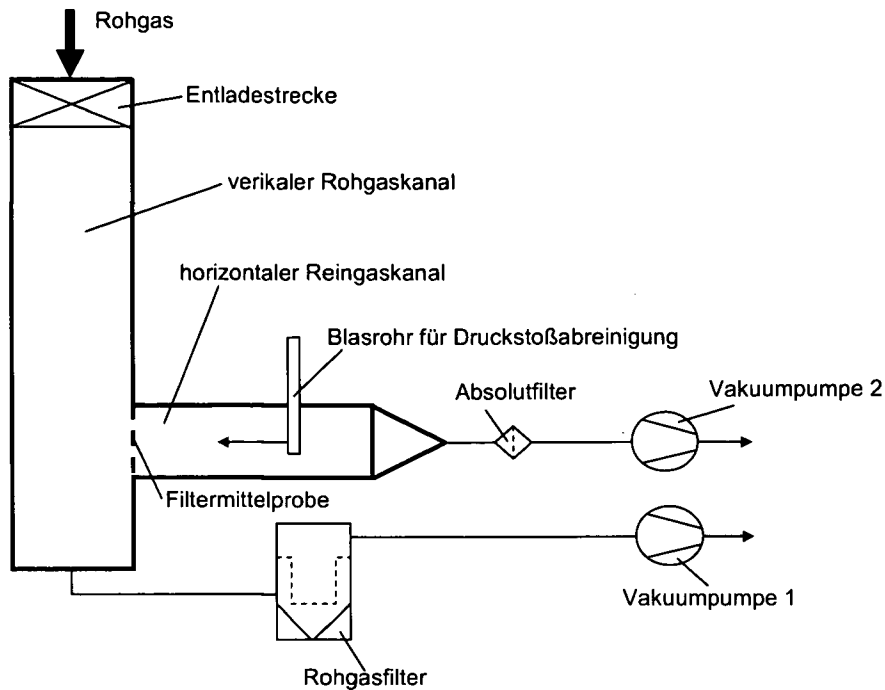 Rohgas
Entladestrecke
verikaler Rohgaskanal
horizontaler Reingaskanal
Blasrohr für Druckstoßabreinigung
Absolutfilter
Vakuumpumpe 2
Filtermittelprobe
Vakuumpumpe 1
Rohgasfilter